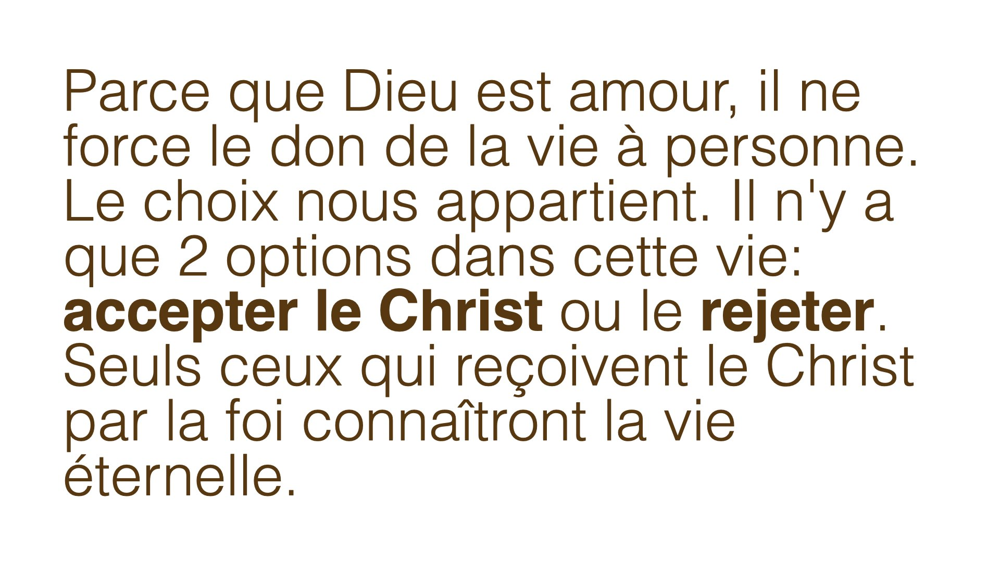 Parce que Dieu est amour, il ne
force le don de la vie à personne.
Le choix nous appartient. Il n'y a
que 2 options dans cette vie:
accepter le Christ ou le rejeter.
Seuls ceux qui reçoivent le Christ
par la foi connaîtront la vie
éternelle.